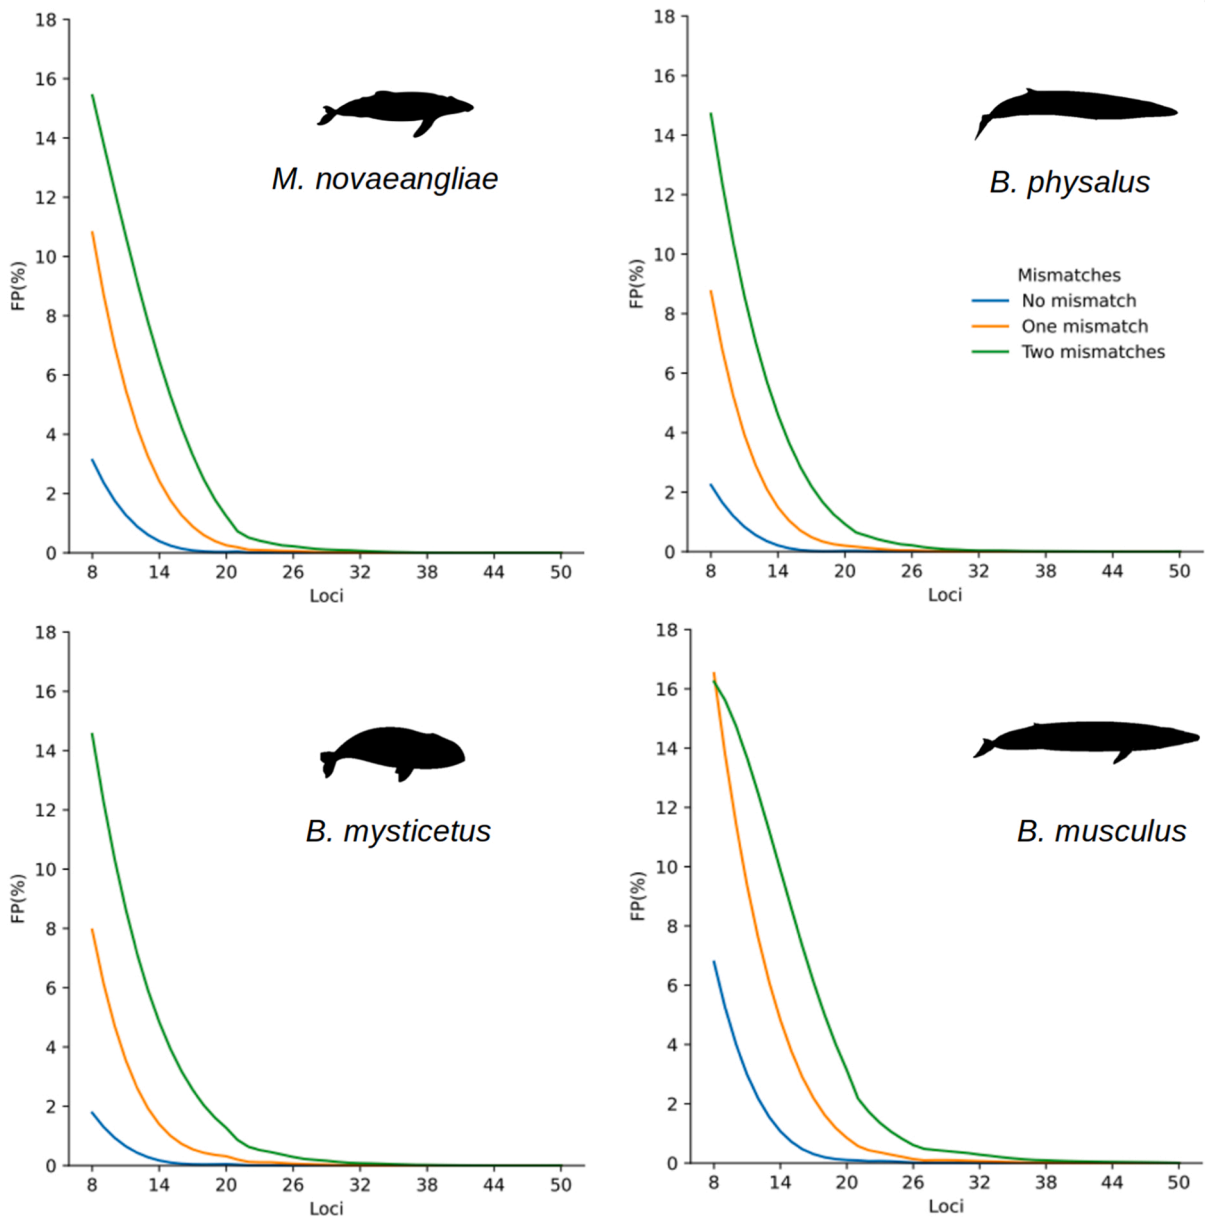 18
16
14
12
10
8
6
4
2
0
FP(%)
M. novaeangliae
8 14 20 26 32 38 44 50
Loci
18
16
14
12
10
8
6
4
2
0
FP(%)
B. physalus
Mismatches
No mismatch
One mismatch
Two mismatches
8 14 20 26 32 38 44 50
Loci
18
16
14
12
10
8
6
4
2
0
FP(%)
B. mysticetus
8 14 20 26 32 38 44 50
Loci
18
16
14
12
10
8
6
4
2
0
FP(%)
B. musculus
8 14 20 26 32 38 44 50
Loci